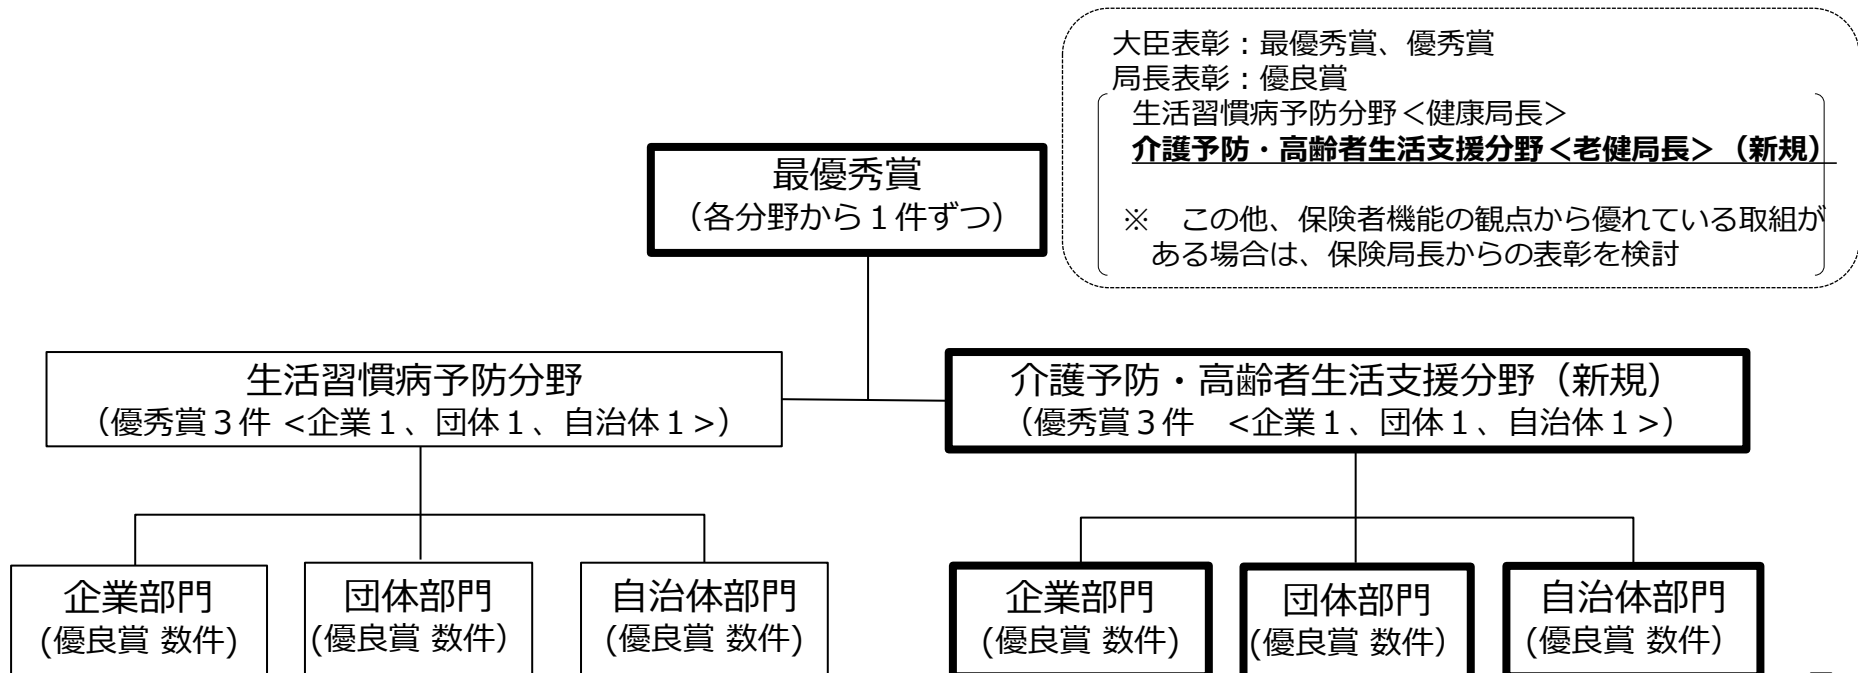 大臣表彰：最優秀賞、優秀賞
局長表彰：優良賞
生活習慣病予防分野＜健康局長＞
介護予防・高齢者生活支援分野＜老健局長＞（新規）
※　この他、保険者機能の観点から優れている取組が
ある場合は、保険局長からの表彰を検討
最優秀賞
（各分野から１件ずつ）
生活習慣病予防分野
（優秀賞３件 <企業１、団体１、自治体１>）
介護予防・高齢者生活支援分野（新規）
（優秀賞３件　<企業１、団体１、自治体１>）
企業部門
(優良賞 数件)
団体部門
(優良賞 数件）
自治体部門
(優良賞 数件)
企業部門
(優良賞 数件)
団体部門
(優良賞 数件）
自治体部門
(優良賞 数件）